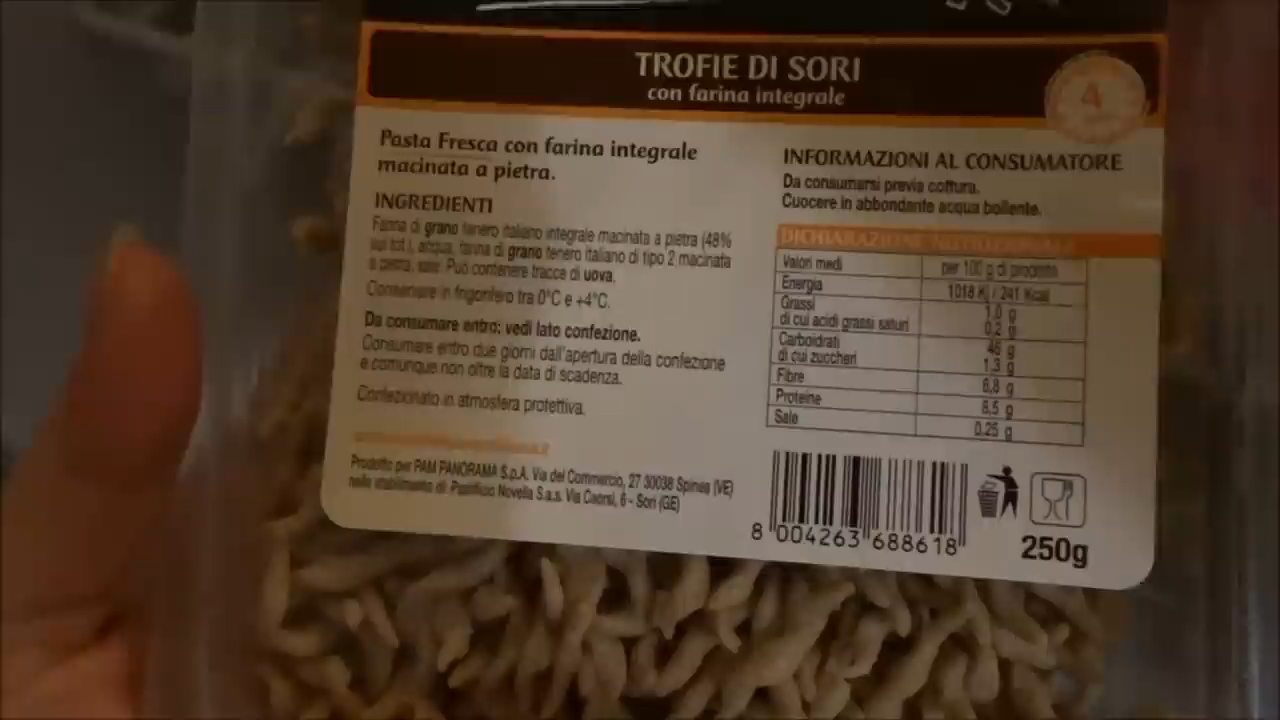 TROFIE DI SORI
con farina integrale
4
Pasta Fresca con farina integrale
macinata a pietra.
INGREDIENTI
Farina di grano tenero italiano integrale macinata a pietra (48%
sul tot.), acqua, farina di grano tenero italiano di tipo 2 macinata
a pietra, sale. Può contenere tracce di uova.
Conservare in frigorifero tra 0°C e +4°C.
Da consumare entro: vedi lato confezione.
Consumare entro due giorni dall'apertura della confezione
e comunque non oltre la data di scadenza.
Confezionato in atmosfera protettiva.
Prodotto per PAM PANORAMA S.p.A. Via del Commercio, 27 30038 Spinea (VE)
nello stabilimento di: Pastificio Novella S.a.s. Via Caorsi, 6 - Sori (GE)
INFORMAZIONI AL CONSUMATORE
Da consumarsi previa cottura.
Cuocere in abbondante acqua bollente.
DICHIARAZIONE NUTRIZIONALE
Valori medi per 100 g di prodotto
Energia 1018 Kj / 241 Kcal
Grassi 1,0 g
di cui acidi grassi saturi 0,2 g
Carboidrati 46 g
di cui zuccheri 1,3 g
Fibre 6,8 g
Proteine 8,5 g
Sale 0,25 g
8 004263 688618
250g